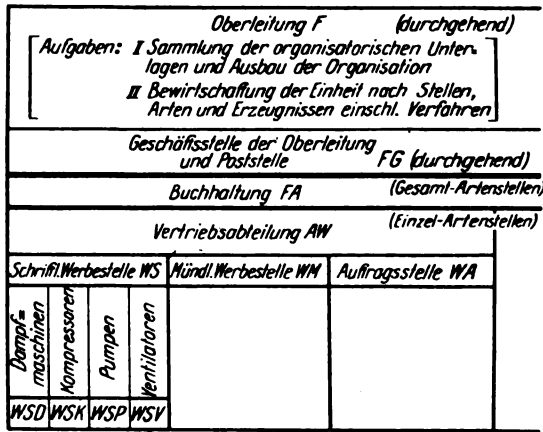 Oberleitung F (durchgehend)
Aufgaben: I Sammlung der organisatorischen Unter-
lagen und Ausbau der Organisation
II Bewirtschaftung der Einheit nach Stellen,
Arten und Erzeugnissen einschl. Verfahren
Geschäftsstelle der Oberleitung
und Poststelle FG (durchgehend)
Buchhaltung FA (Gesamt-Artenstellen)
Vertriebsabteilung AW (Einzel-Artenstellen)
Schriftl. Werbestelle WS Mündl. Werbestelle WM Auftragsstelle WA
Dampf=
maschinen
Kompressoren
Pumpen
Ventilatoren
WSD WSK WSP WSV